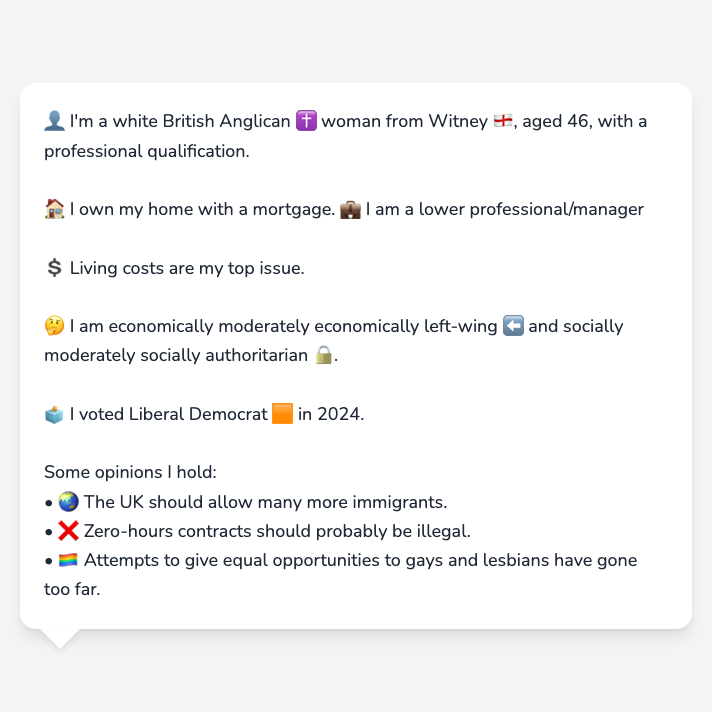 👤 I'm a white British Anglican ✝️ woman from Witney 🏴󠁧󠁢󠁥󠁮󠁧󠁿, aged 46, with a
professional qualification.
🏠 I own my home with a mortgage. 💼 I am a lower professional/manager
💲 Living costs are my top issue.
🤔 I am economically moderately economically left-wing ⬅️ and socially
moderately socially authoritarian 🔒.
🗳️ I voted Liberal Democrat 🟧 in 2024.
Some opinions I hold:
• 🌏 The UK should allow many more immigrants.
• ❌ Zero-hours contracts should probably be illegal.
• 🏳️‍🌈 Attempts to give equal opportunities to gays and lesbians have gone
too far.